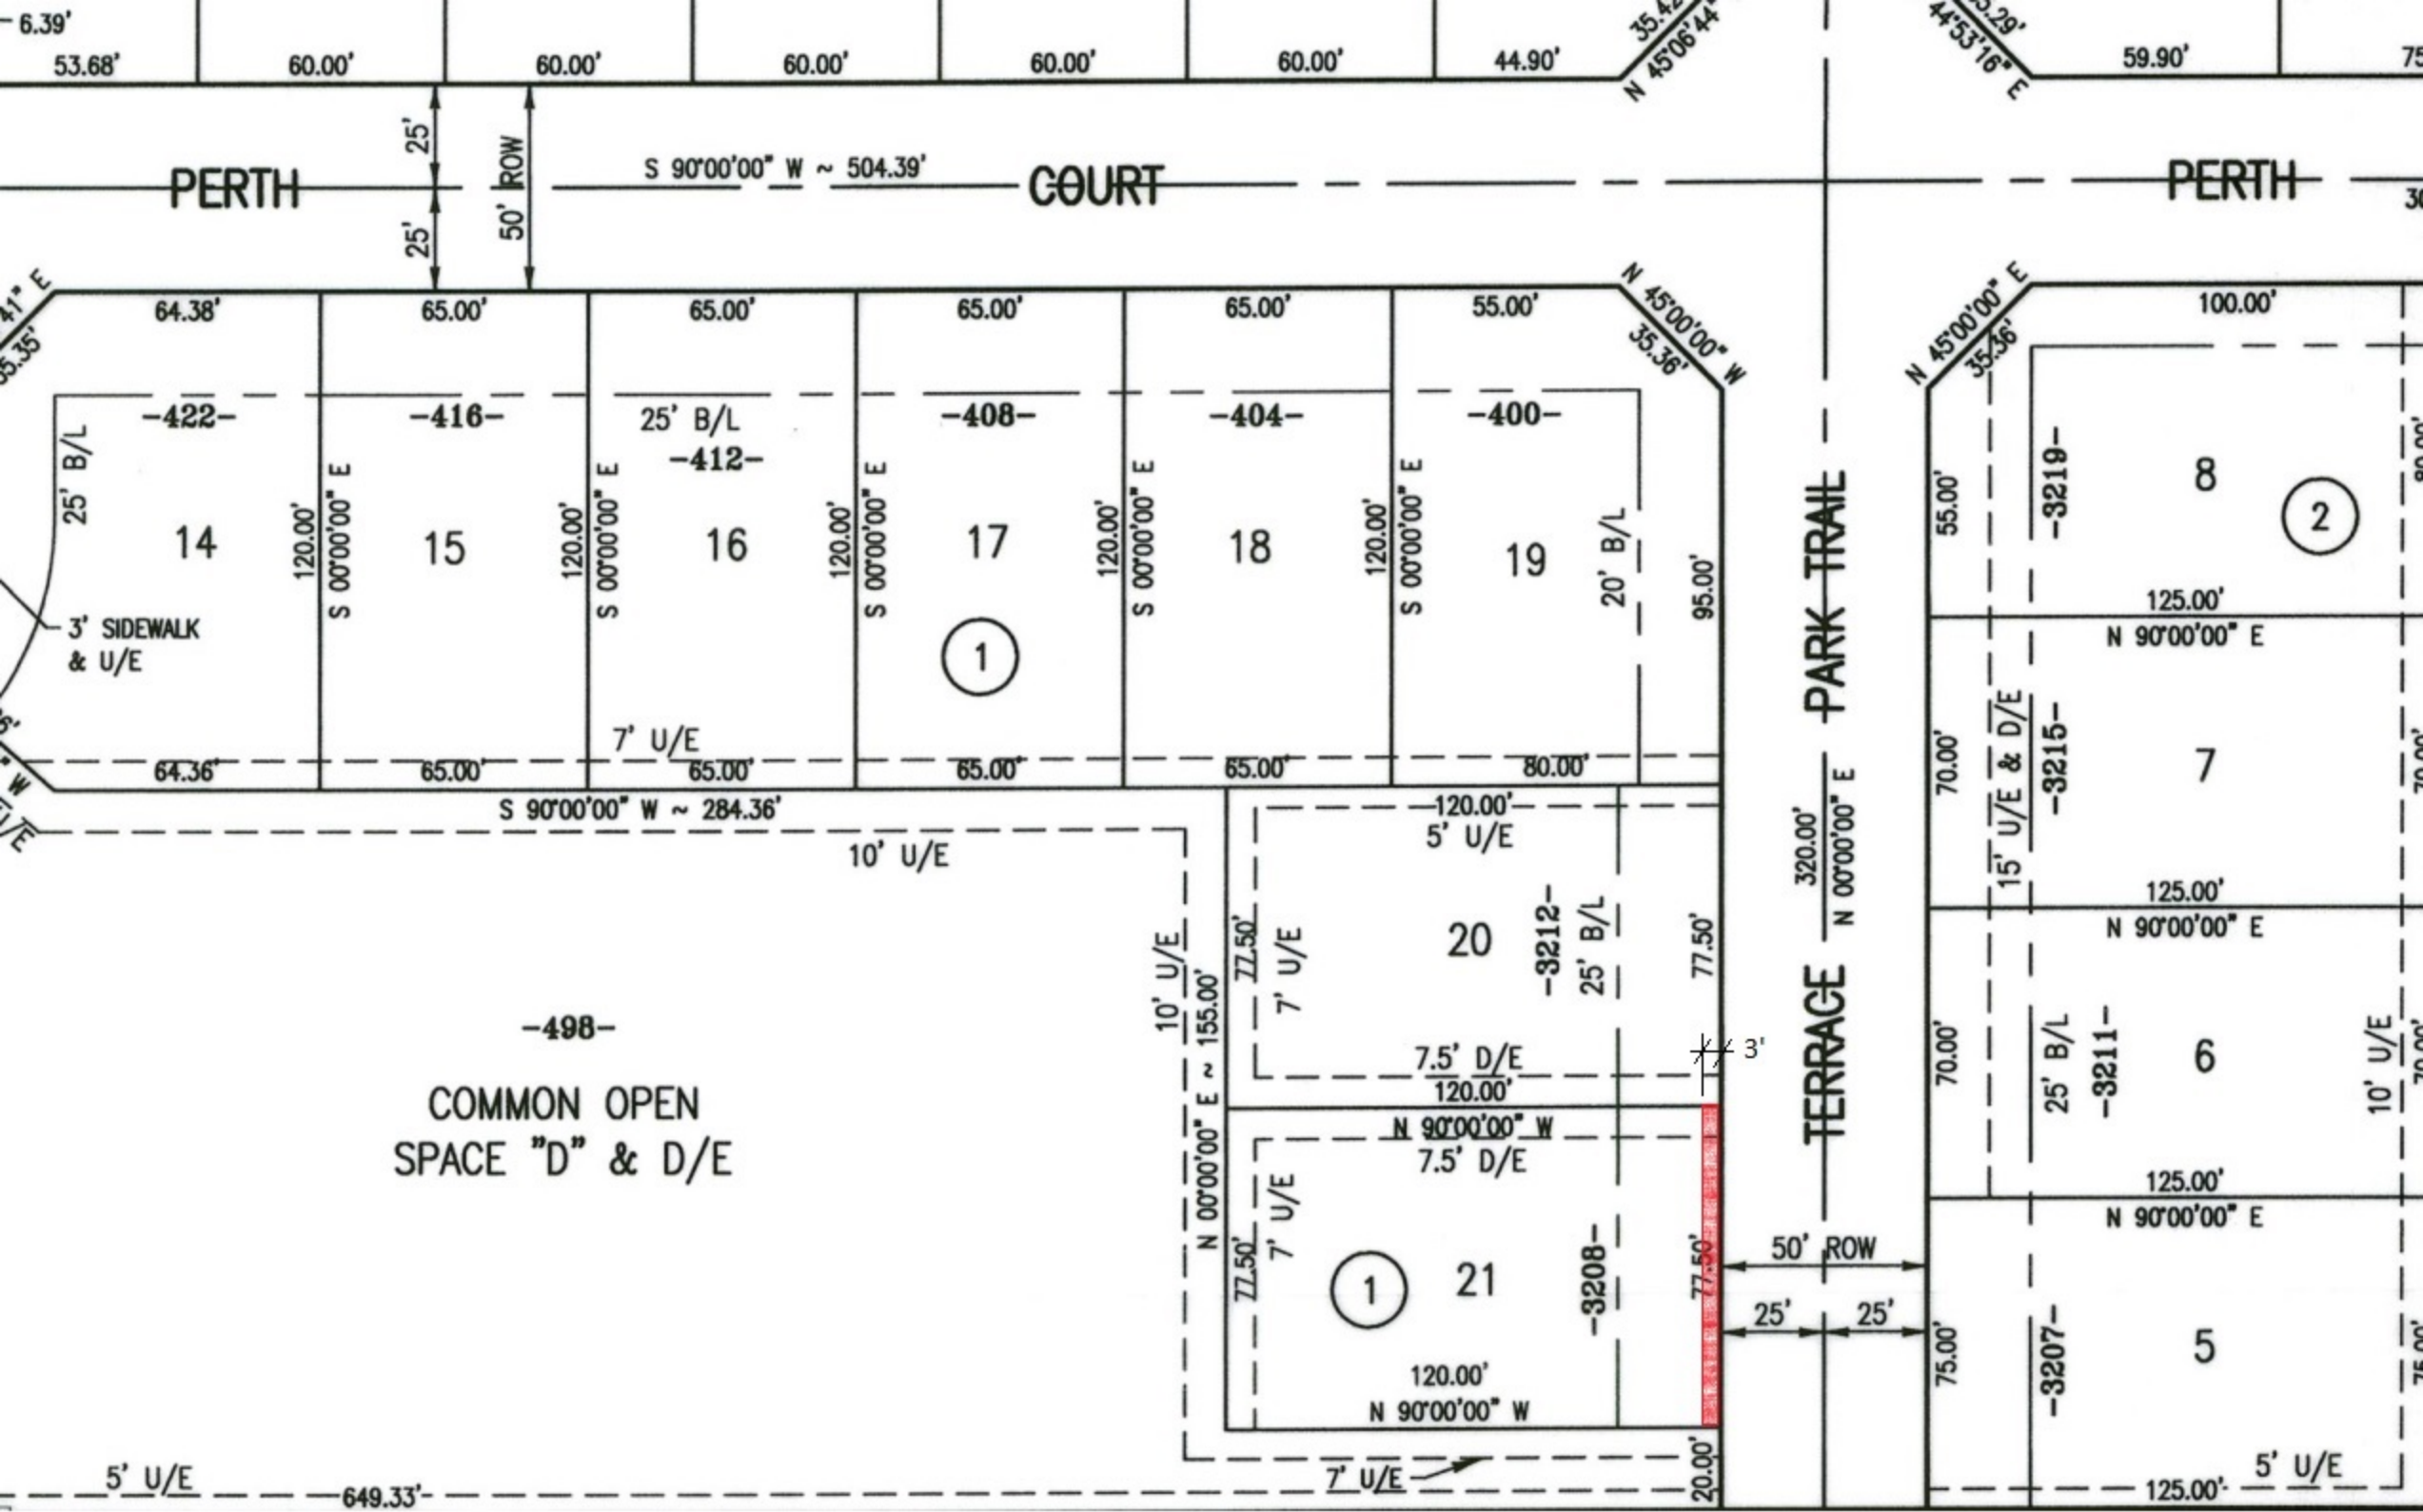 6.39'
53.68'
60.00'
60.00'
60.00'
60.00'
60.00'
44.90'
N 45°06'44"
59.90'
44°53'16" E
25'
25'
50' ROW
PERTH
S 90°00'00" W ~ 504.39'
COURT
PERTH
41" E
64.38'
65.00'
65.00'
65.00'
65.00'
55.00'
N 45°00'00" W
35.36'
N 45°00'00" E
35.36'
100.00'
25' B/L
-422-
-416-
25' B/L
-412-
-408-
-404-
-400-
20' B/L
14
15
16
17
18
19
120.00'
S 00°00'00" E
120.00'
S 00°00'00" E
120.00'
S 00°00'00" E
120.00'
S 00°00'00" E
120.00'
S 00°00'00" E
95.00'
3' SIDEWALK
& U/E
1
7' U/E
64.36'
65.00'
65.00'
65.00'
65.00'
80.00'
S 90°00'00" W ~ 284.36'
10' U/E
10' U/E
N 00°00'00" E ~ 155.00'
-498-
COMMON OPEN
SPACE "D" & D/E
120.00'
5' U/E
77.50'
7' U/E
20
-3212-
25' B/L
77.50'
7.5' D/E
120.00'
3'
N 90°00'00" W
7.5' D/E
77.50'
7' U/E
1
21
-3208-
77.50'
120.00'
N 90°00'00" W
7' U/E
20.00'
5' U/E
649.33'
PARK TRAIL
320.00'
N 00°00'00" E
TERRACE
50' ROW
25'
25'
55.00'
-3219-
8
2
125.00'
N 90°00'00" E
70.00'
15' U/E & D/E
-3215-
7
125.00'
N 90°00'00" E
70.00'
25' B/L
-3211-
6
10' U/E
125.00'
N 90°00'00" E
75.00'
-3207-
5
5' U/E
125.00'